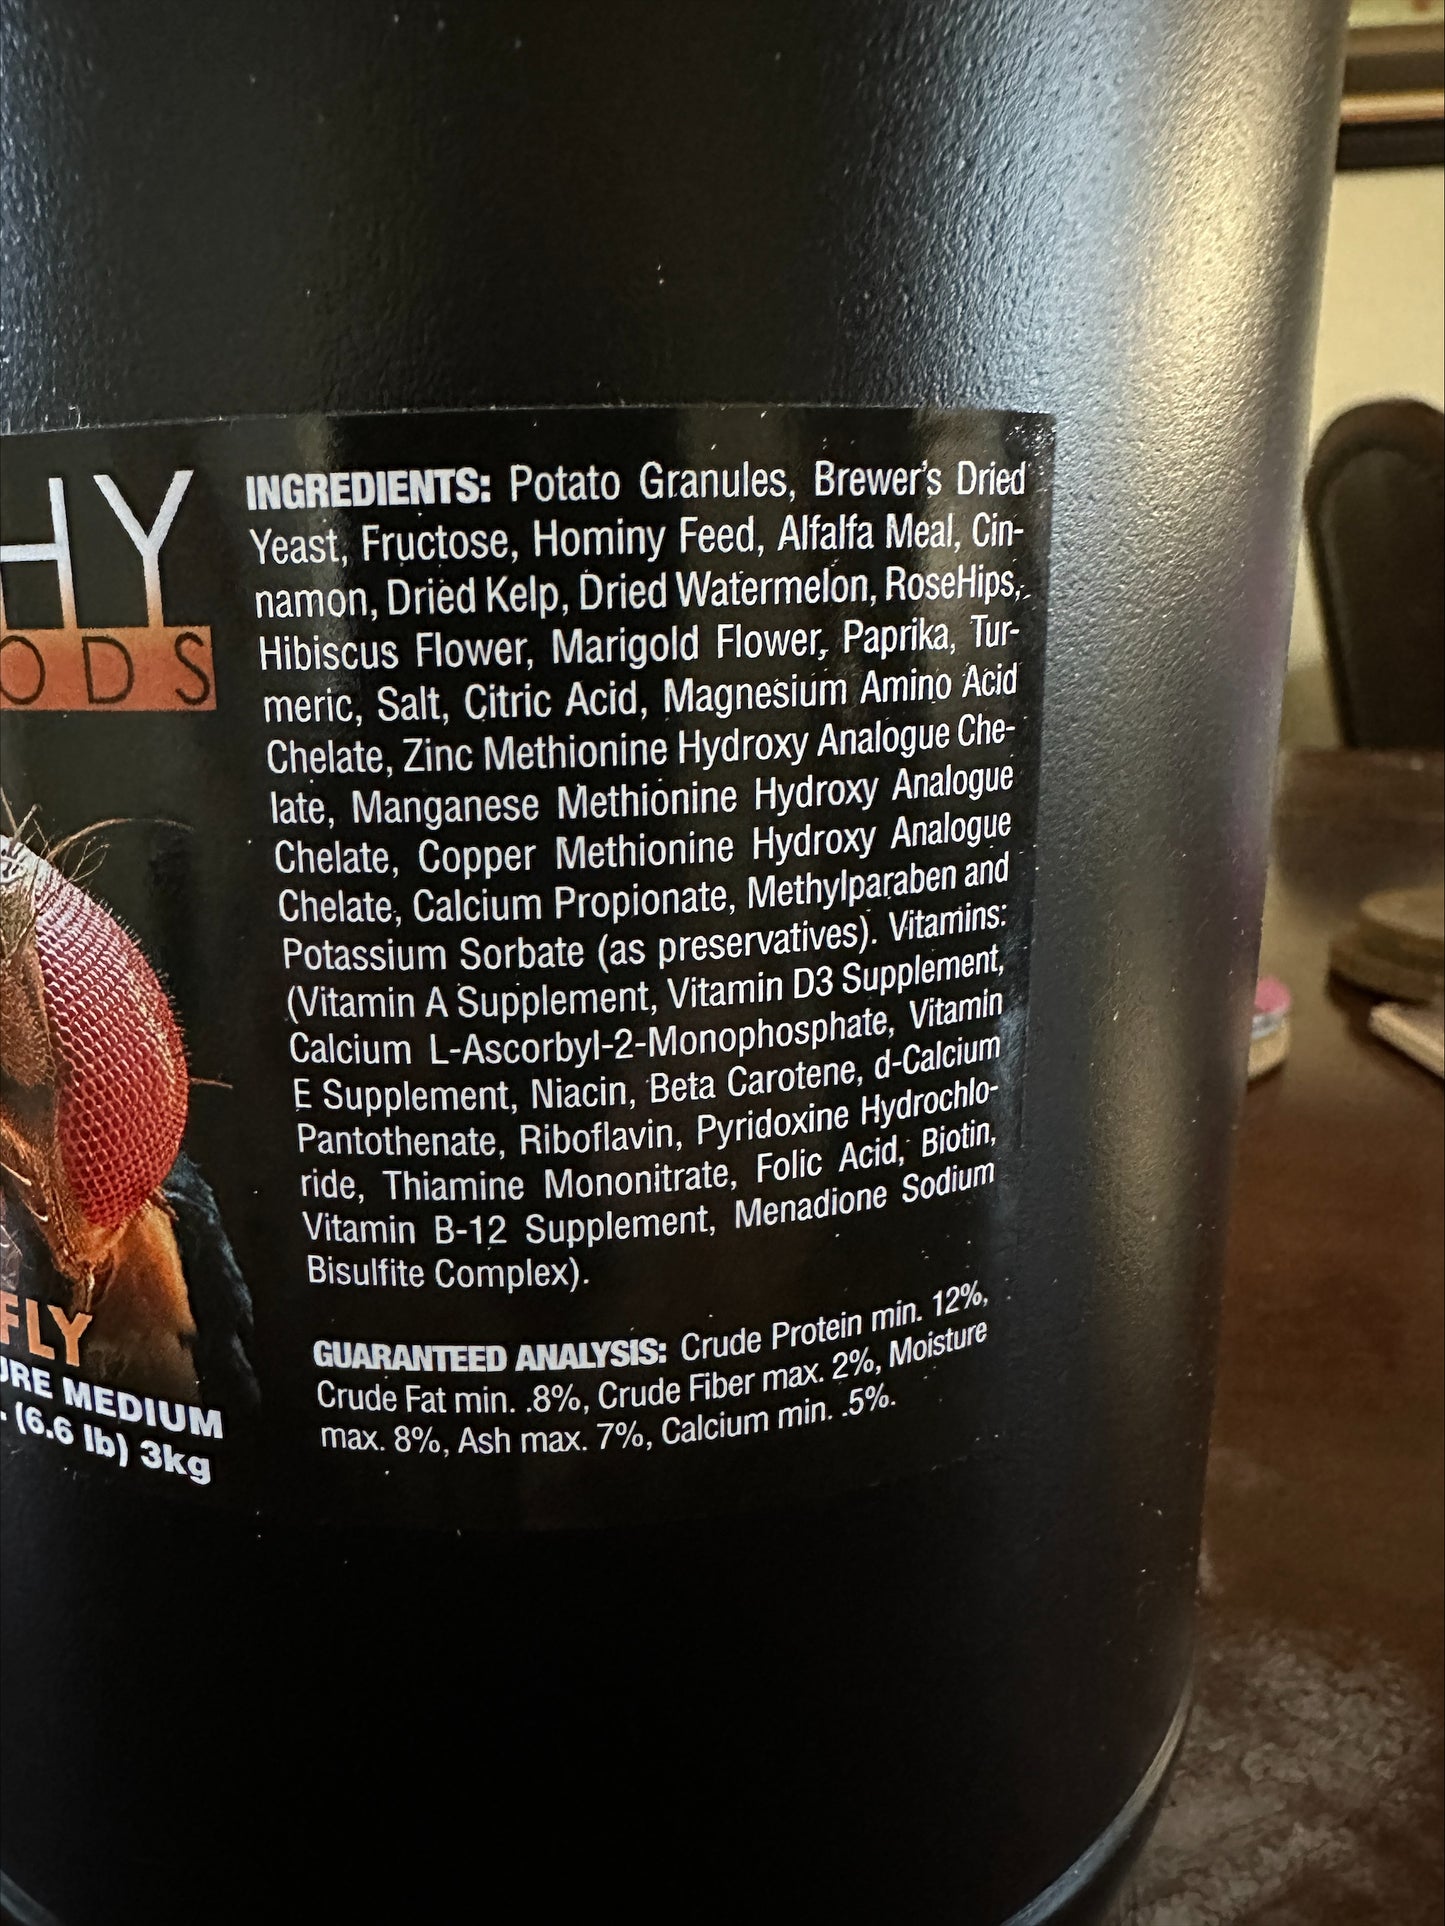 HY
ODS
FLY
URE MEDIUM
(6.6 lb) 3kg
INGREDIENTS: Potato Granules, Brewer's Dried
Yeast, Fructose, Hominy Feed, Alfalfa Meal, Cin-
namon, Dried Kelp, Dried Watermelon, RoseHips,
Hibiscus Flower, Marigold Flower, Paprika, Tur-
meric, Salt, Citric Acid, Magnesium Amino Acid
Chelate, Zinc Methionine Hydroxy Analogue Che-
late, Manganese Methionine Hydroxy Analogue
Chelate, Copper Methionine Hydroxy Analogue
Chelate, Calcium Propionate, Methylparaben and
Potassium Sorbate (as preservatives). Vitamins:
(Vitamin A Supplement, Vitamin D3 Supplement,
Calcium L-Ascorbyl-2-Monophosphate, Vitamin
E Supplement, Niacin, Beta Carotene, d-Calcium
Pantothenate, Riboflavin, Pyridoxine Hydrochlo-
ride, Thiamine Mononitrate, Folic Acid, Biotin,
Vitamin B-12 Supplement, Menadione Sodium
Bisulfite Complex).
GUARANTEED ANALYSIS: Crude Protein min. 12%,
Crude Fat min. .8%, Crude Fiber max. 2%, Moisture
max. 8%, Ash max. 7%, Calcium min. .5%.